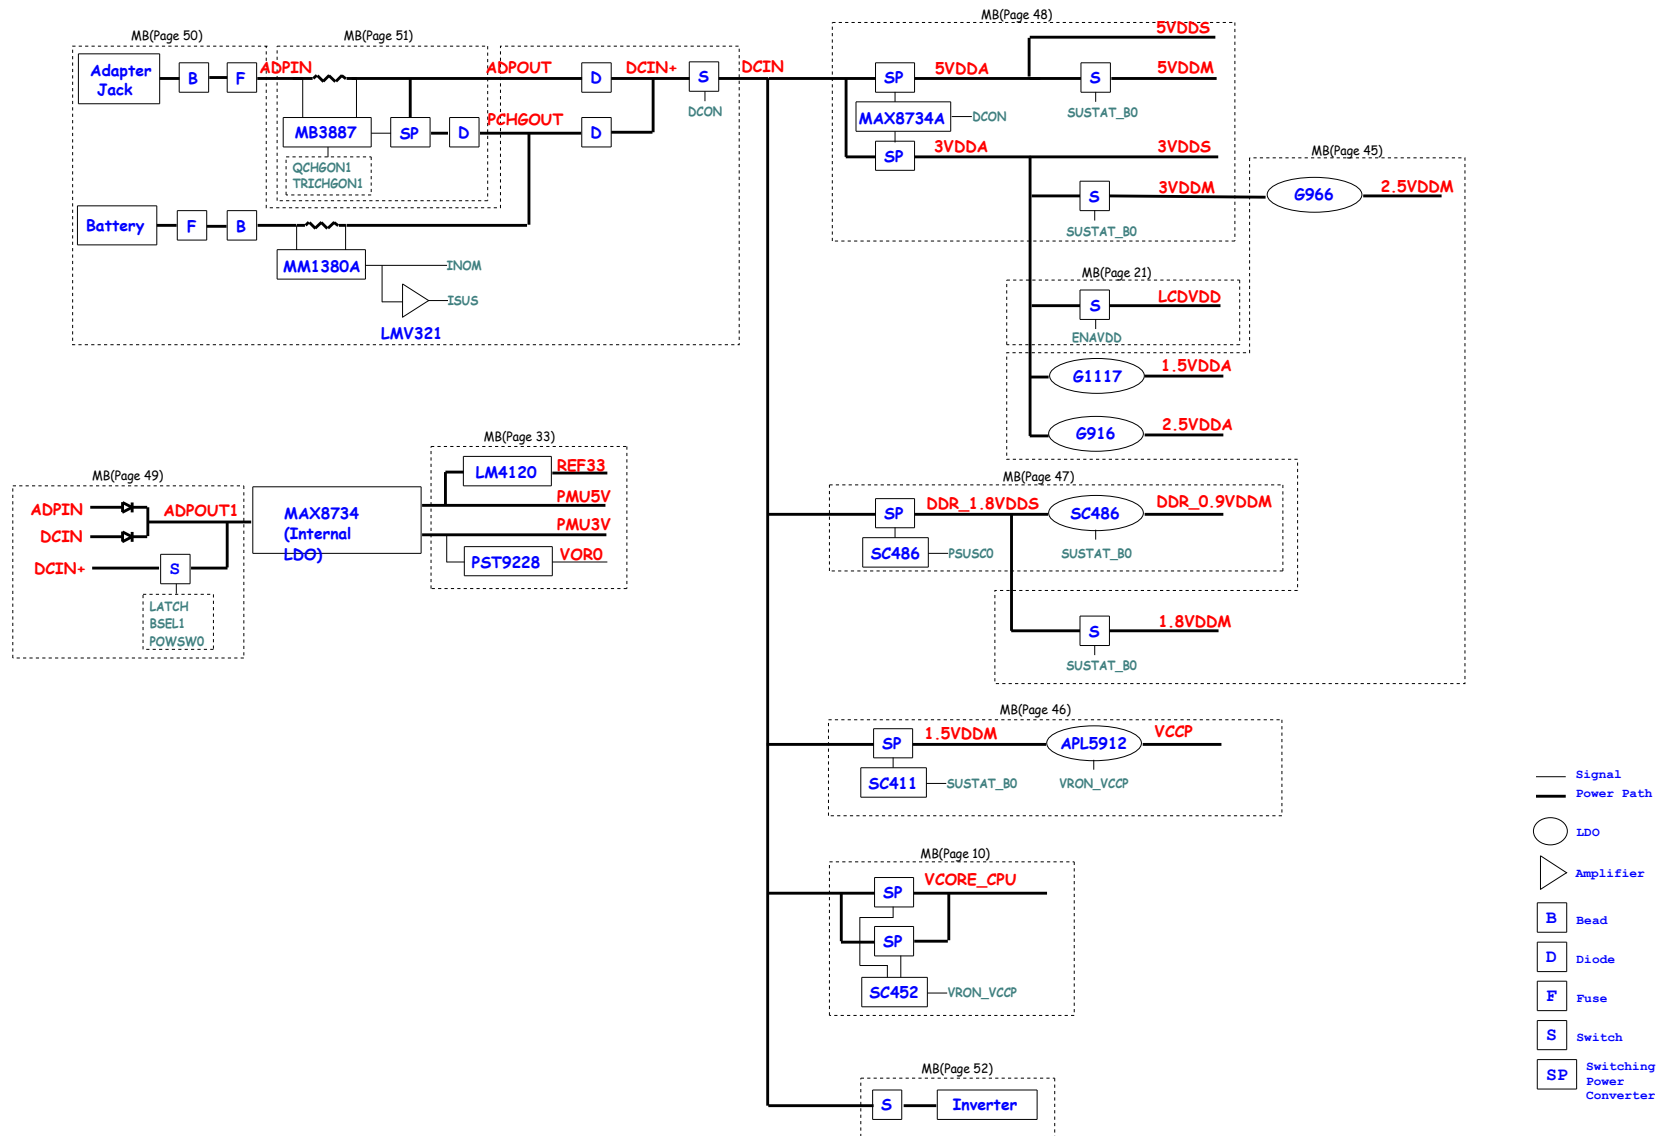 MB(Page 50)
MB(Page 51)
MB(Page 48)
Adapter
Jack
B
F
ADPIN
ADPOUT
D
DCIN+
S
DCIN
DCON
MB3887
SP
D
PCHGOUT
D
QCHGON1
TRICHGON1
Battery
F
B
MM1380A
INOM
ISUS
LMV321
5VDDS
SP
5VDDA
S
5VDDM
SUSTAT_B0
MAX8734A
DCON
SP
3VDDA
3VDDS
S
3VDDM
SUSTAT_B0
MB(Page 45)
G966
2.5VDDM
MB(Page 21)
S
LCDVDD
ENAVDD
G1117
1.5VDDA
G916
2.5VDDA
MB(Page 49)
ADPIN
DCIN
DCIN+
ADPOUT1
S
LATCH
BSEL1
POWSW0
MAX8734
(Internal
LDO)
MB(Page 33)
LM4120
REF33
PMU5V
PMU3V
PST9228
VOR0
MB(Page 47)
SP
DDR_1.8VDDS
SC486
DDR_0.9VDDM
SC486
PSUSC0
SUSTAT_B0
S
1.8VDDM
SUSTAT_B0
MB(Page 46)
SP
1.5VDDM
APL5912
VCCP
SC411
SUSTAT_B0
VRON_VCCP
MB(Page 10)
SP
VCORE_CPU
SP
SC452
VRON_VCCP
MB(Page 52)
S
Inverter
Signal
Power Path
LDO
Amplifier
B
Bead
D
Diode
F
Fuse
S
Switch
SP
Switching
Power
Converter